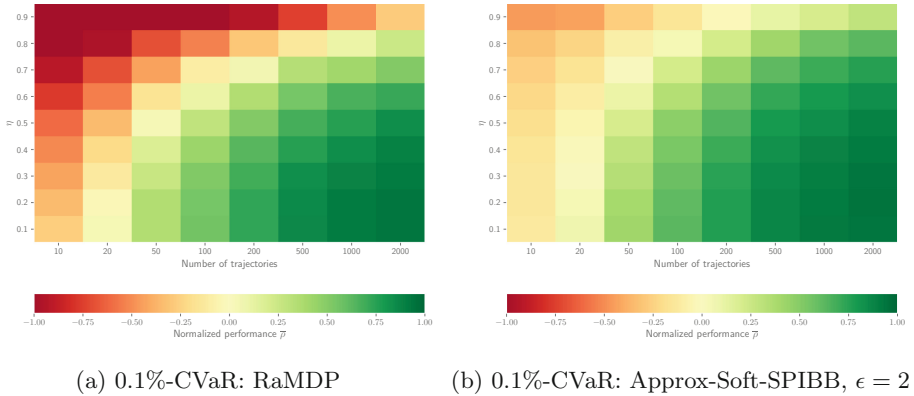 0.9
0.8
0.7
0.6
0.5
0.4
0.3
0.2
0.1
η
10 20 50 100 200 500 1000 2000
Number of trajectories
−1.00 −0.75 −0.50 −0.25 0.00 0.25 0.50 0.75 1.00
Normalized performance ρ̅
(a) 0.1%-CVaR: RaMDP
0.9
0.8
0.7
0.6
0.5
0.4
0.3
0.2
0.1
η
10 20 50 100 200 500 1000 2000
Number of trajectories
−1.00 −0.75 −0.50 −0.25 0.00 0.25 0.50 0.75 1.00
Normalized performance ρ̅
(b) 0.1%-CVaR: Approx-Soft-SPIBB, ϵ = 2